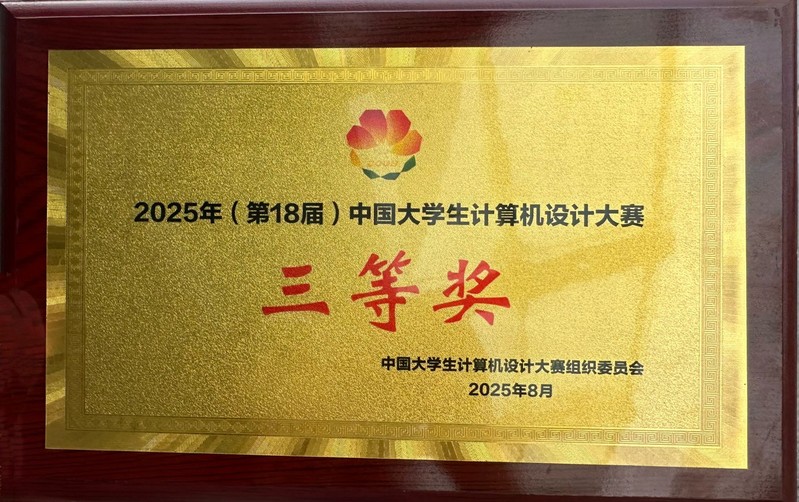 2025年（第18届）中国大学生计算机设计大赛
三等奖
中国大学生计算机设计大赛组织委员会
2025年8月